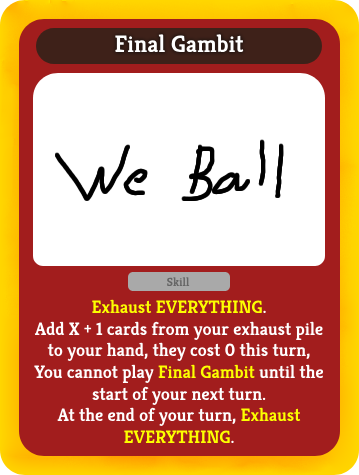 Final Gambit
We Ball
Skill
Exhaust EVERYTHING.
Add X + 1 cards from your exhaust pile
to your hand, they cost 0 this turn,
You cannot play Final Gambit until the
start of your next turn.
At the end of your turn, Exhaust
EVERYTHING.